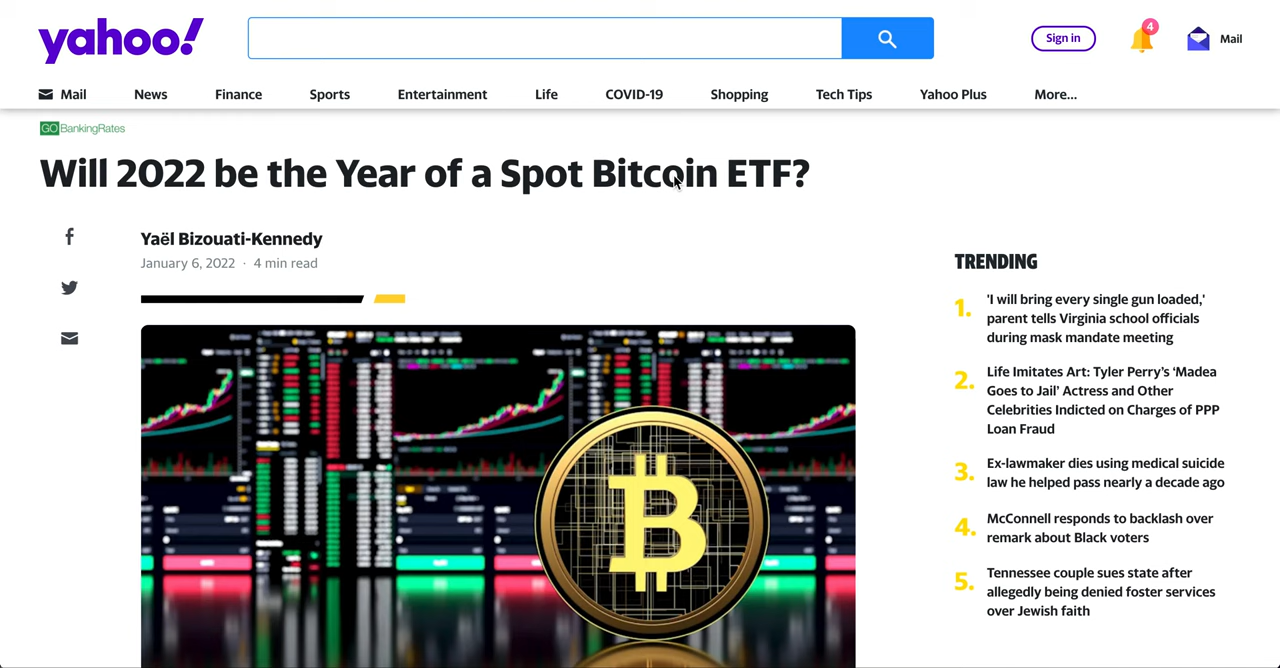 yahoo!
Sign in
4
Mail
Mail News Finance Sports Entertainment Life COVID-19 Shopping Tech Tips Yahoo Plus More...
GOBankingRates
Will 2022 be the Year of a Spot Bitcoin ETF?
Yaël Bizouati-Kennedy
January 6, 2022 · 4 min read
TRENDING
1. 'I will bring every single gun loaded,'
parent tells Virginia school officials
during mask mandate meeting
2. Life Imitates Art: Tyler Perry's ‘Madea
Goes to Jail’ Actress and Other
Celebrities Indicted on Charges of PPP
Loan Fraud
3. Ex-lawmaker dies using medical suicide
law he helped pass nearly a decade ago
4. McConnell responds to backlash over
remark about Black voters
5. Tennessee couple sues state after
allegedly being denied foster services
over Jewish faith